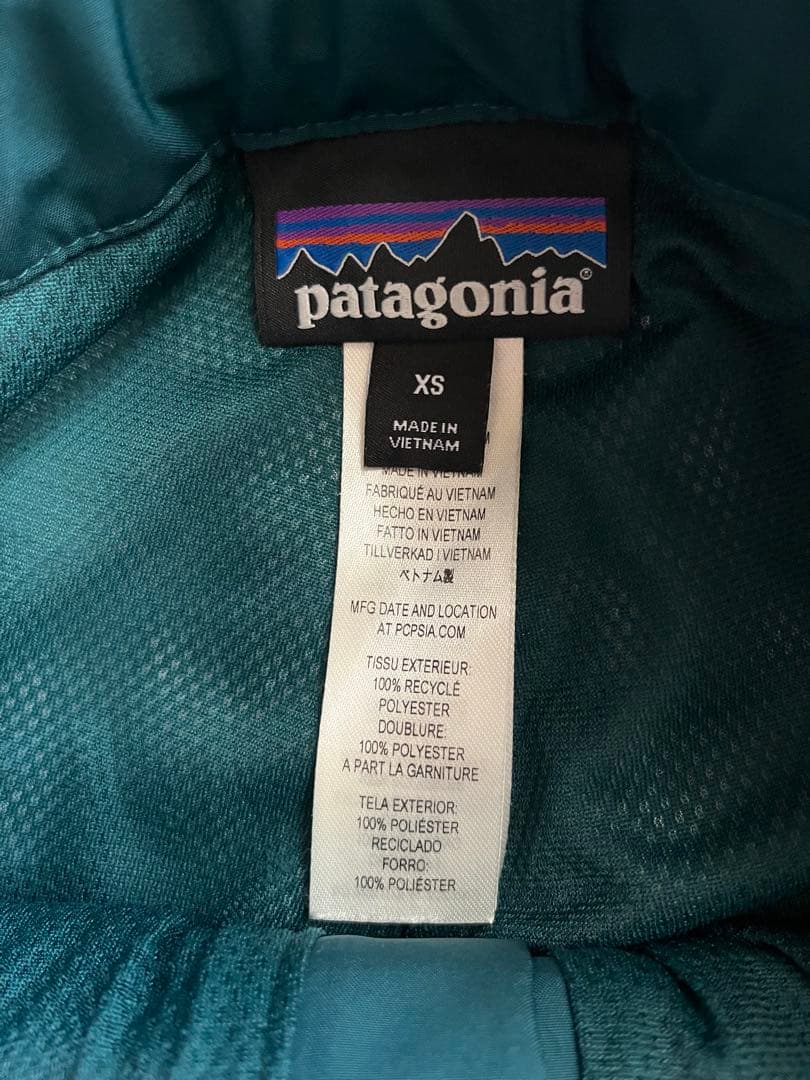 patagonia®
XS
MADE IN
VIETNAM
MADE IN VIETNAM
FABRIQUÉ AU VIETNAM
HECHO EN VIETNAM
FATTO IN VIETNAM
TILLVERKAD I VIETNAM
ベトナム製
MFG DATE AND LOCATION
AT PCPSIA.COM
TISSU EXTERIEUR:
100% RECYCLÉ
POLYESTER
DOUBLURE:
100% POLYESTER
A PART LA GARNITURE
TELA EXTERIOR:
100% POLIÉSTER
RECICLADO
FORRO:
100% POLIÉSTER